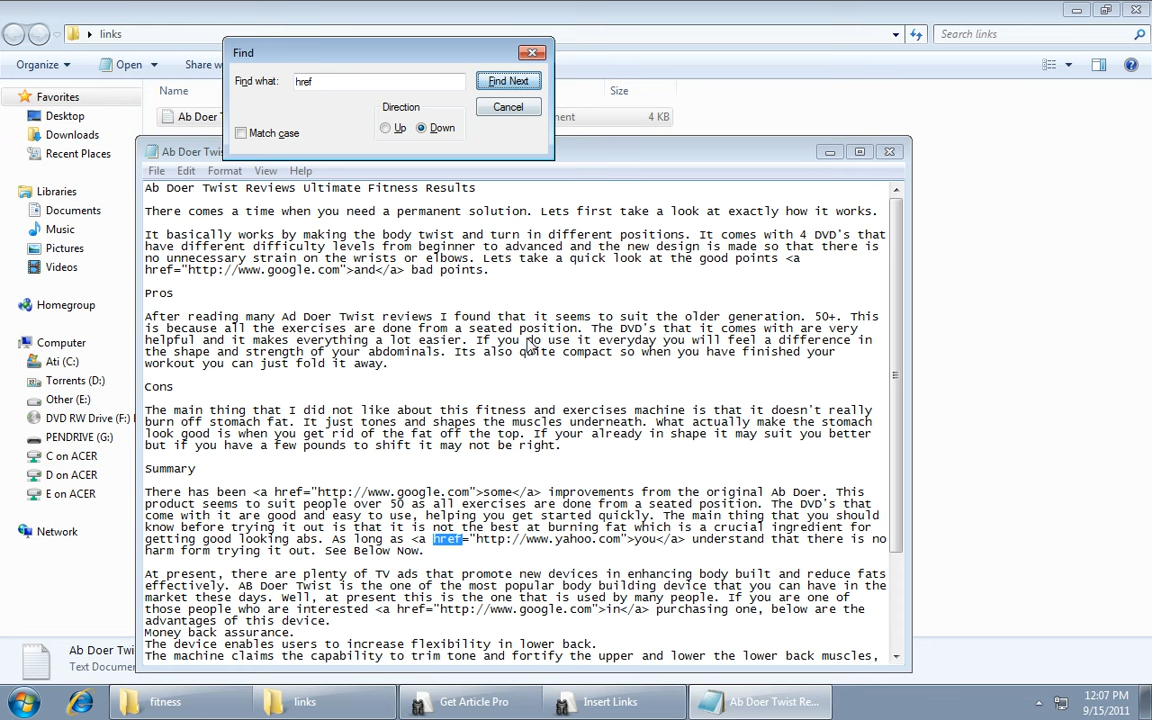 links
Search links
Organize
Open
Share w
Find
Find what:
href
Find Next
Cancel
Direction
Up
Down
Match case
Favorites
Desktop
Downloads
Recent Places
Libraries
Documents
Music
Pictures
Videos
Homegroup
Computer
Ati (C:)
Torrents (D:)
Other (E:)
DVD RW Drive (F:)
PENDRIVE (G:)
C on ACER
D on ACER
E on ACER
Network
Name
Size
Ab Doer
ment
4 KB
Ab Doer Twis
File Edit Format View Help
Ab Doer Twist Reviews Ultimate Fitness Results
There comes a time when you need a permanent solution. Lets first take a look at exactly how it works.
It basically works by making the body twist and turn in different positions. It comes with 4 DVD's that
have different difficulty levels from beginner to advanced and the new design is made so that there is
no unnecessary strain on the wrists or elbows. Lets take a quick look at the good points <a
href="http://www.google.com">and</a> bad points.
Pros
After reading many Ad Doer Twist reviews I found that it seems to suit the older generation. 50+. This
is because all the exercises are done from a seated position. The DVD's that it comes with are very
helpful and it makes everything a lot easier. If you do use it everyday you will feel a difference in
the shape and strength of your abdominals. Its also quite compact so when you have finished your
workout you can just fold it away.
Cons
The main thing that I did not like about this fitness and exercises machine is that it doesn't really
burn off stomach fat. It just tones and shapes the muscles underneath. What actually make the stomach
look good is when you get rid of the fat off the top. If your already in shape it may suit you better
but if you have a few pounds to shift it may not be right.
Summary
There has been <a href="http://www.google.com">some</a> improvements from the original Ab Doer. This
product seems to suit people over 50 as all exercises are done from a seated position. The DVD's that
come with it are good and easy to use, helping you get started quickly. The main thing that you should
know before trying it out is that it is not the best at burning fat which is a crucial ingredient for
getting good looking abs. As long as <a href="http://www.yahoo.com">you</a> understand that there is no
harm form trying it out. See Below Now.
At present, there are plenty of TV ads that promote new devices in enhancing body built and reduce fats
effectively. AB Doer Twist is the one of the most popular body building device that you can have in the
market these days. Well, at present this is the one that is used by many people. If you are one of
those people who are interested <a href="http://www.google.com">in</a> purchasing one, below are the
advantages of this device.
Money back assurance.
The device enables users to increase flexibility in lower back.
The machine claims the capability to trim tone and fortify the upper and lower the lower back muscles,
Ab Doer Twi
Text Documen
fitness
links
Get Article Pro
Insert Links
Ab Doer Twist Re...
12:07 PM
9/15/2011